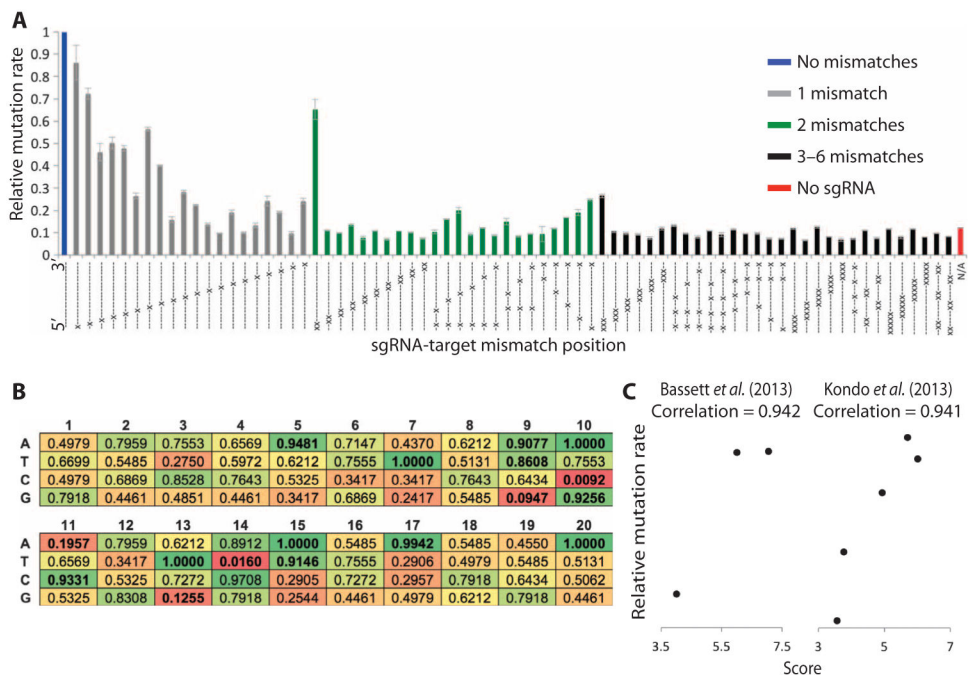 A
Relative mutation rate
1
0.9
0.8
0.7
0.6
0.5
0.4
0.3
0.2
0.1
0
No mismatches
1 mismatch
2 mismatches
3–6 mismatches
No sgRNA
3'
5'
N/A
sgRNA-target mismatch position
B
1 2 3 4 5 6 7 8 9 10
A 0.4979 0.7959 0.7553 0.6569 0.9481 0.7147 0.4370 0.6212 0.9077 1.0000
T 0.6699 0.5485 0.2750 0.5972 0.6212 0.7555 1.0000 0.5131 0.8608 0.7553
C 0.4979 0.6869 0.8528 0.7643 0.5325 0.3417 0.3417 0.7643 0.6434 0.0092
G 0.7918 0.4461 0.4851 0.4461 0.3417 0.6869 0.2417 0.5485 0.0947 0.9256
11 12 13 14 15 16 17 18 19 20
A 0.1957 0.7959 0.6212 0.8912 1.0000 0.5485 0.9942 0.5485 0.4550 1.0000
T 0.6569 0.3417 1.0000 0.0160 0.9146 0.7555 0.2906 0.4979 0.5485 0.5131
C 0.9331 0.5325 0.7272 0.9708 0.2905 0.7272 0.2957 0.7918 0.6434 0.5062
G 0.5325 0.8308 0.1255 0.7918 0.2544 0.4461 0.4979 0.6212 0.7918 0.4461
C
Bassett et al. (2013)
Correlation = 0.942
Kondo et al. (2013)
Correlation = 0.941
Relative mutation rate
3.5 5.5 7.5
3 5 7
Score